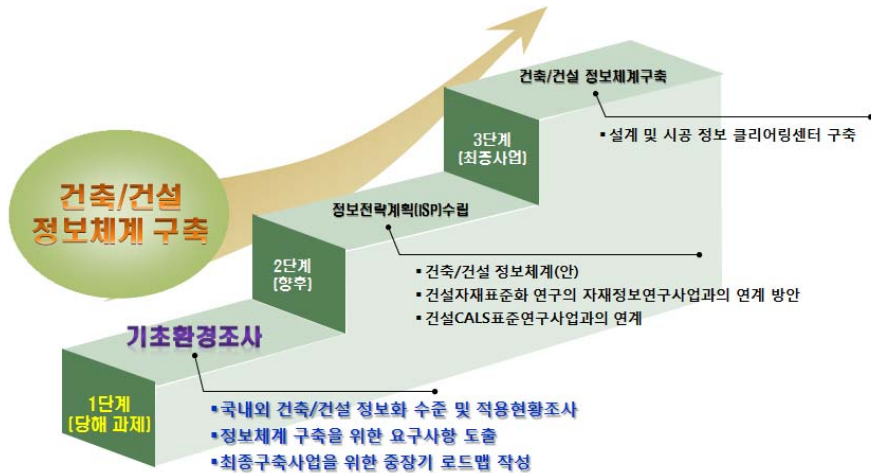 건축/건설
정보체계 구축
건축/건설 정보체계구축
3단계
(최종사업)
▪설계 및 시공 정보 클리어링센터 구축
정보전략계획(ISP)수립
2단계
(향후)
▪건축/건설 정보체계(안)
▪건설자재표준화 연구의 자재정보연구사업과의 연계 방안
▪건설CALS표준연구사업과의 연계
기초환경조사
1단계
(당해 과제)
▪국내외 건축/건설 정보화 수준 및 적용현황조사
▪정보체계 구축을 위한 요구사항 도출
▪최종구축사업을 위한 중장기 로드맵 작성